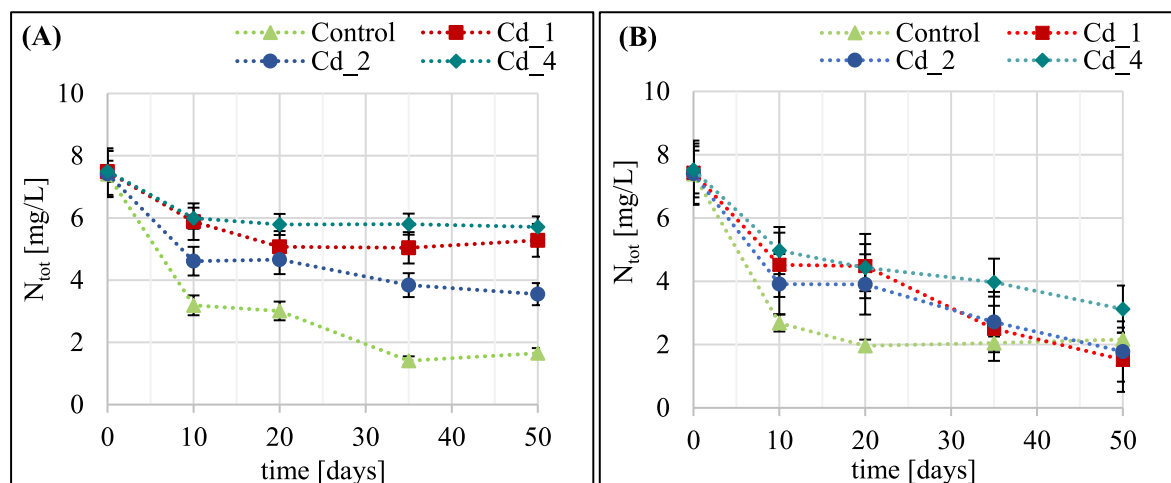 (A)
Control
Cd_1
Cd_2
Cd_4
N_tot [mg/L]
10
8
6
4
2
0
0 10 20 30 40 50
time [days]
(B)
Control
Cd_1
Cd_2
Cd_4
N_tot [mg/L]
10
8
6
4
2
0
0 10 20 30 40 50
time [days]